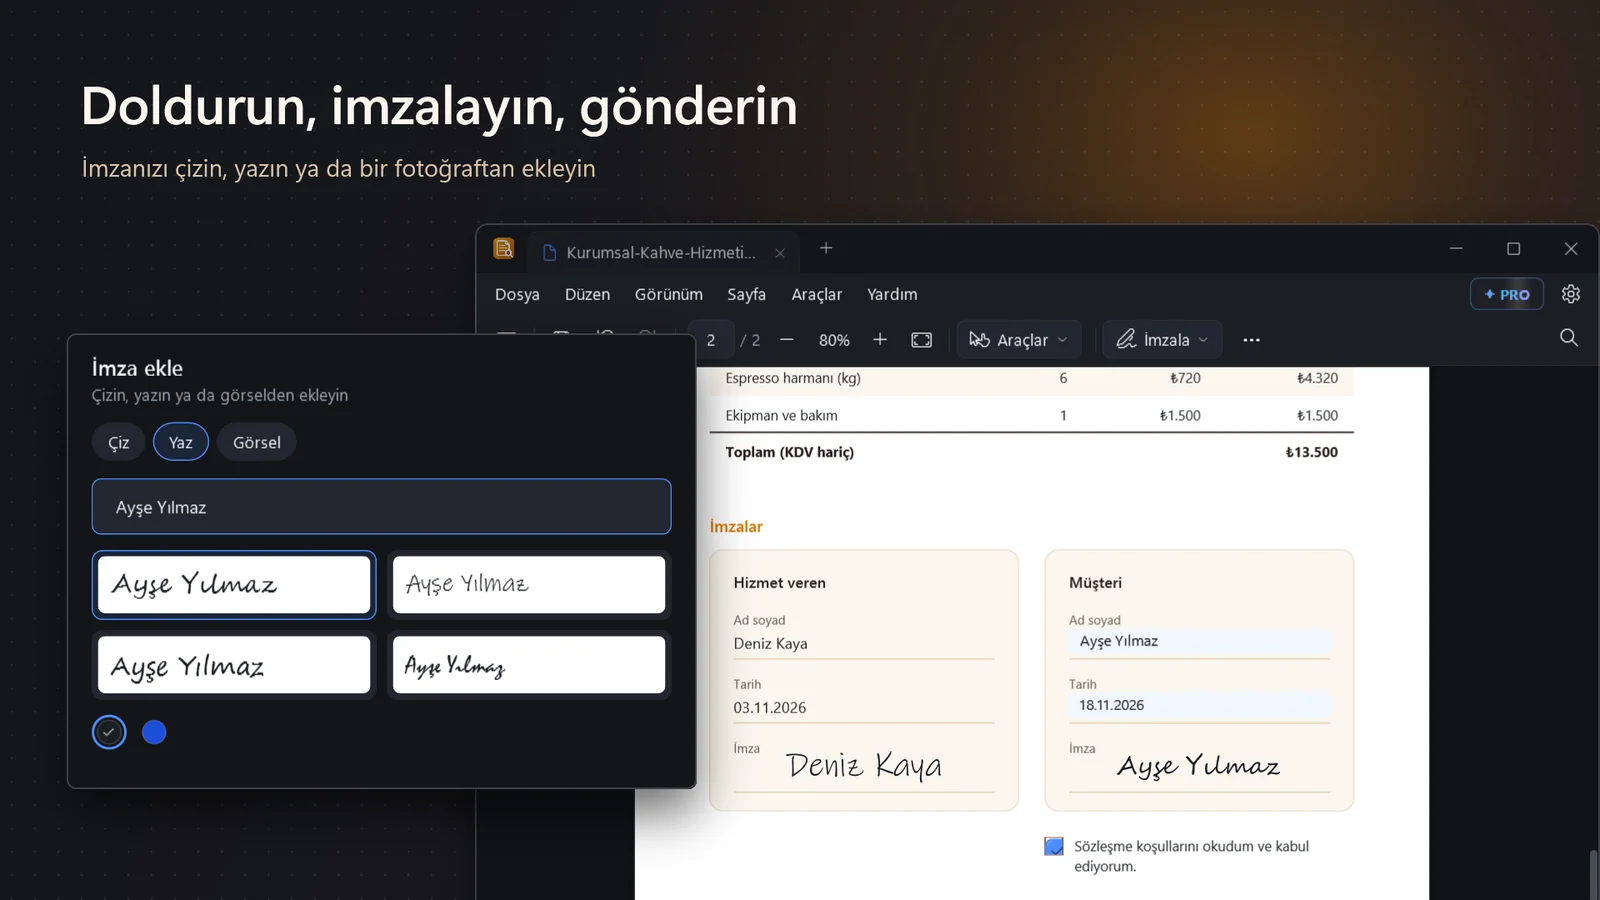 Doldurun, imzalayın, gönderin
İmzanızı çizin, yazın ya da bir fotoğraftan ekleyin
Kurumsal-Kahve-Hizmeti...
Dosya Düzen Görünüm Sayfa Araçlar Yardım PRO
2 / 2 80% Araçlar İmzala
İmza ekle
Çizin, yazın ya da görselden ekleyin
Çiz Yaz Görsel
Ayşe Yılmaz
Ayşe Yılmaz Ayşe Yılmaz
Ayşe Yılmaz Ayşe Yılmaz
Espresso harmanı (kg) 6 ₺720 ₺4.320
Ekipman ve bakım 1 ₺1.500 ₺1.500
Toplam (KDV hariç) ₺13.500
İmzalar
Hizmet veren
Ad soyad
Deniz Kaya
Tarih
03.11.2026
İmza Deniz Kaya
Müşteri
Ad soyad
Ayşe Yılmaz
Tarih
18.11.2026
İmza Ayşe Yılmaz
Sözleşme koşullarını okudum ve kabul
ediyorum.